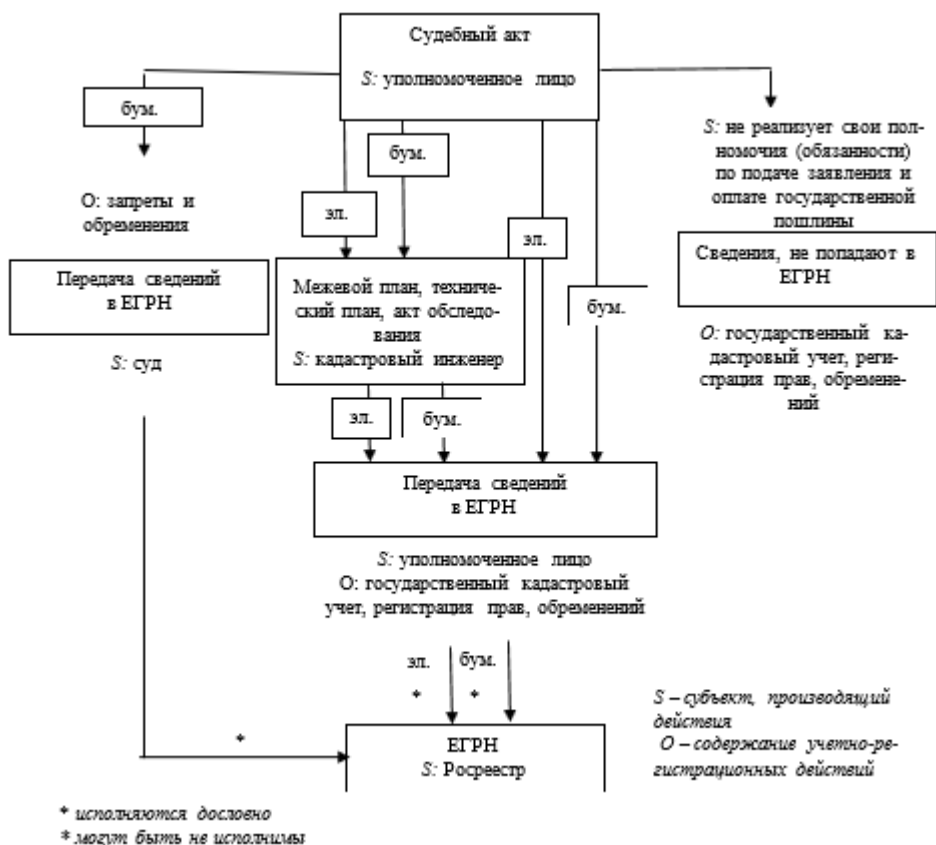 Судебный акт
S: уполномоченное лицо
бум.
О: запреты и
обременения
Передача сведений
в ЕГРН
S: суд
эл.
бум.
Межевой план, техниче-
ский план, акт обследо-
вания
S: кадастровый инженер
эл.
бум.
эл.
бум.
S: не реализует свои пол-
номочия (обязанности)
по подаче заявления и
оплате государственной
пошлины
Сведения, не попадают в
ЕГРН
О: государственный ка-
дастровый учет, реги-
страция прав, обремене-
ний
Передача сведений
в ЕГРН
S: уполномоченное лицо
О: государственный кадастровый
учет, регистрация прав, обременений
эл. бум.
* *
*
ЕГРН
S: Росреестр
S – субъект, производящий
действия
О – содержание учетно-ре-
гистрационных действий
* исполняются дословно
* могут быть не исполнимы